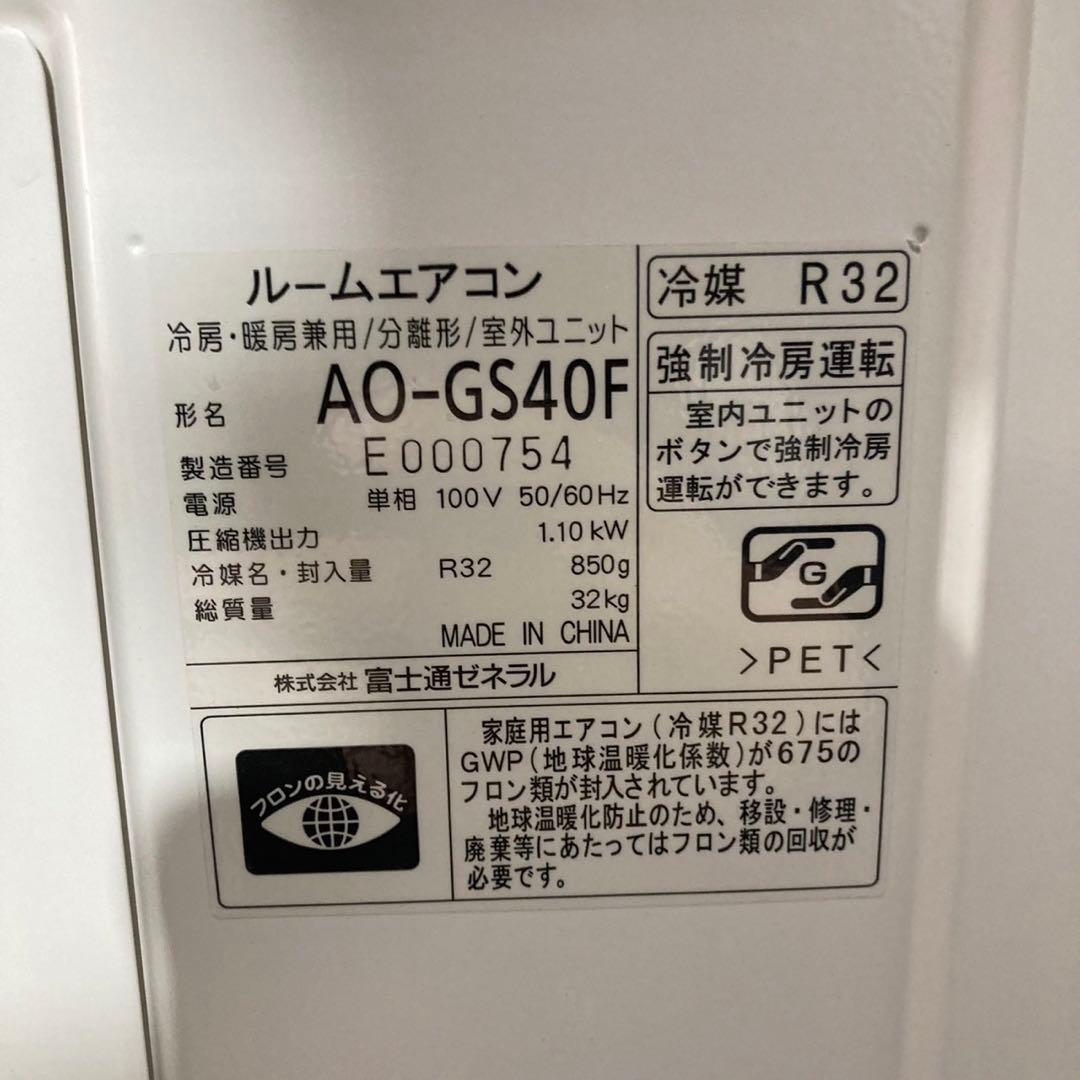 ルームエアコン
冷房・暖房兼用/分離形/室外ユニット
形名 AO-GS40F
製造番号 E000754
電源 単相 100V 50/60Hz
圧縮機出力 1.10kW
冷媒名・封入量 R32 850g
総質量 32kg
MADE IN CHINA
株式会社 富士通ゼネラル
冷媒 R32
強制冷房運転
室内ユニットの
ボタンで強制冷房
運転ができます。
G
>PET<
フロンの見える化
家庭用エアコン(冷媒R32)には
GWP(地球温暖化係数)が675の
フロン類が封入されています。
地球温暖化防止のため、移設・修理・
廃棄等にあたってはフロン類の回収が
必要です。